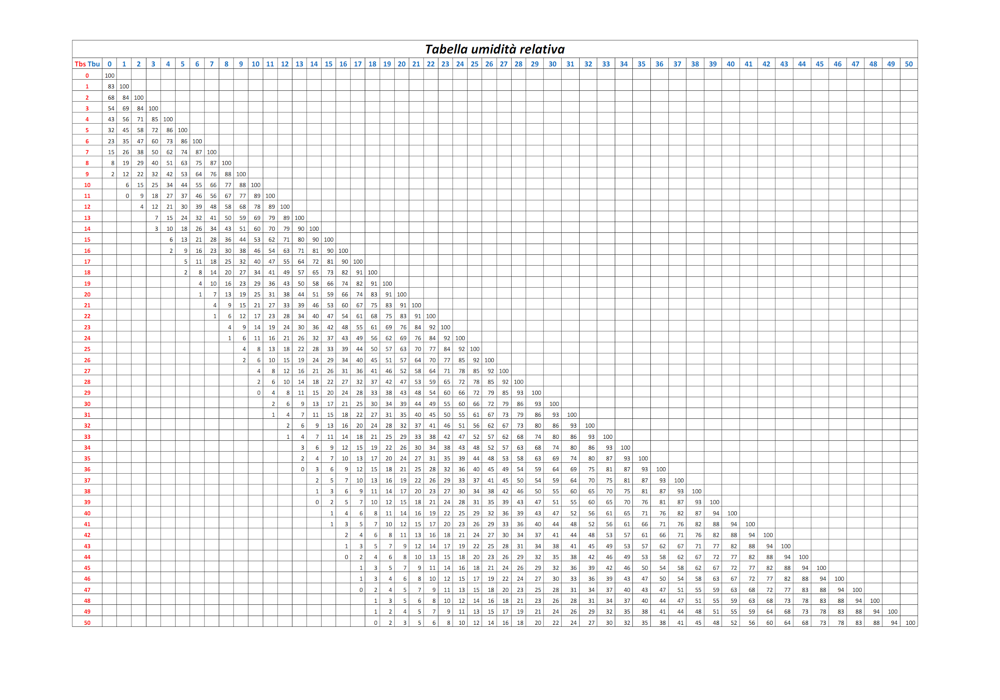 Tabella umidità relativa
Tbs Tbu 0 1 2 3 4 5 6 7 8 9 10 11 12 13 14 15 16 17 18 19 20 21 22 23 24 25 26 27 28 29 30 31 32 33 34 35 36 37 38 39 40 41 42 43 44 45 46 47 48 49 50
0 100
1 83 100
2 68 84 100
3 54 69 84 100
4 43 56 71 85 100
5 32 45 58 72 86 100
6 23 35 47 60 73 86 100
7 15 26 38 50 62 74 87 100
8 8 19 29 40 51 63 75 87 100
9 2 12 22 32 42 53 64 76 88 100
10 6 15 25 34 44 55 66 77 88 100
11 0 9 18 27 37 46 56 67 77 89 100
12 4 12 21 30 39 48 58 68 78 89 100
13 7 15 24 32 41 50 59 69 79 89 100
14 3 10 18 26 34 43 51 60 70 79 90 100
15 6 13 21 28 36 44 53 62 71 80 90 100
16 2 9 16 23 30 38 46 54 63 71 81 90 100
17 5 11 18 25 32 40 47 55 64 72 81 90 100
18 2 8 14 20 27 34 41 49 57 65 73 82 91 100
19 4 10 16 23 29 36 43 50 58 66 74 82 91 100
20 1 7 13 19 25 31 38 44 51 59 66 74 83 91 100
21 4 9 15 21 27 33 39 46 53 60 67 75 83 91 100
22 1 6 12 17 23 28 34 40 47 54 61 68 75 83 91 100
23 4 9 14 19 24 30 36 42 48 55 61 69 76 84 92 100
24 1 6 11 16 21 26 32 37 43 49 56 62 69 76 84 92 100
25 4 8 13 18 22 28 33 39 44 50 57 63 70 77 84 92 100
26 2 6 10 15 19 24 29 34 40 45 51 57 64 70 77 85 92 100
27 4 8 12 16 21 26 31 36 41 46 52 58 64 71 78 85 92 100
28 2 6 10 14 18 22 27 32 37 42 47 53 59 65 72 78 85 92 100
29 0 4 8 11 15 20 24 28 33 38 43 48 54 60 66 72 79 85 93 100
30 2 6 9 13 17 21 25 30 34 39 44 49 55 60 66 72 79 86 93 100
31 1 4 7 11 15 18 22 27 31 35 40 45 50 55 61 67 73 79 86 93 100
32 2 6 9 13 16 20 24 28 32 37 41 46 51 56 62 67 73 80 86 93 100
33 1 4 7 11 14 18 21 25 29 33 38 42 47 52 57 62 68 74 80 86 93 100
34 3 6 9 12 15 19 22 26 30 34 38 43 48 52 57 63 68 74 80 86 93 100
35 2 4 7 10 13 17 20 24 27 31 35 39 44 48 53 58 63 69 74 80 87 93 100
36 0 3 6 9 12 15 18 21 25 28 32 36 40 45 49 54 59 64 69 75 81 87 93 100
37 2 5 7 10 13 16 19 22 26 29 33 37 41 45 50 54 59 64 70 75 81 87 93 100
38 1 3 6 9 11 14 17 20 23 27 30 34 38 42 46 50 55 60 65 70 75 81 87 93 100
39 0 2 5 7 10 12 15 18 21 24 28 31 35 39 43 47 51 55 60 65 70 76 81 87 93 100
40 1 4 6 8 11 14 16 19 22 25 29 32 36 39 43 47 52 56 61 65 71 76 82 87 94 100
41 1 3 5 7 10 12 15 17 20 23 26 29 33 36 40 44 48 52 56 61 66 71 76 82 88 94 100
42 2 4 6 8 11 13 16 18 21 24 27 30 34 37 41 44 48 53 57 61 66 71 76 82 88 94 100
43 1 3 5 7 9 12 14 17 19 22 25 28 31 34 38 41 45 49 53 57 62 67 71 77 82 88 94 100
44 0 2 4 6 8 10 13 15 18 20 23 26 29 32 35 38 42 46 49 53 58 62 67 72 77 82 88 94 100
45 1 3 5 7 9 11 14 16 18 21 24 26 29 32 36 39 42 46 50 54 58 62 67 72 77 82 88 94 100
46 1 3 4 6 8 10 12 15 17 19 22 24 27 30 33 36 39 43 47 50 54 58 63 67 72 77 82 88 94 100
47 0 2 4 5 7 9 11 13 15 18 20 23 25 28 31 34 37 40 43 47 51 55 59 63 68 72 77 83 88 94 100
48 1 3 5 6 8 10 12 14 16 18 21 23 26 28 31 34 37 40 44 47 51 55 59 63 68 73 78 83 88 94 100
49 1 2 4 5 7 9 11 13 15 17 19 21 24 26 29 32 35 38 41 44 48 51 55 59 64 68 73 78 83 88 94 100
50 0 2 3 5 6 8 10 12 14 16 18 20 22 24 27 30 32 35 38 41 45 48 52 56 60 64 68 73 78 83 88 94 100